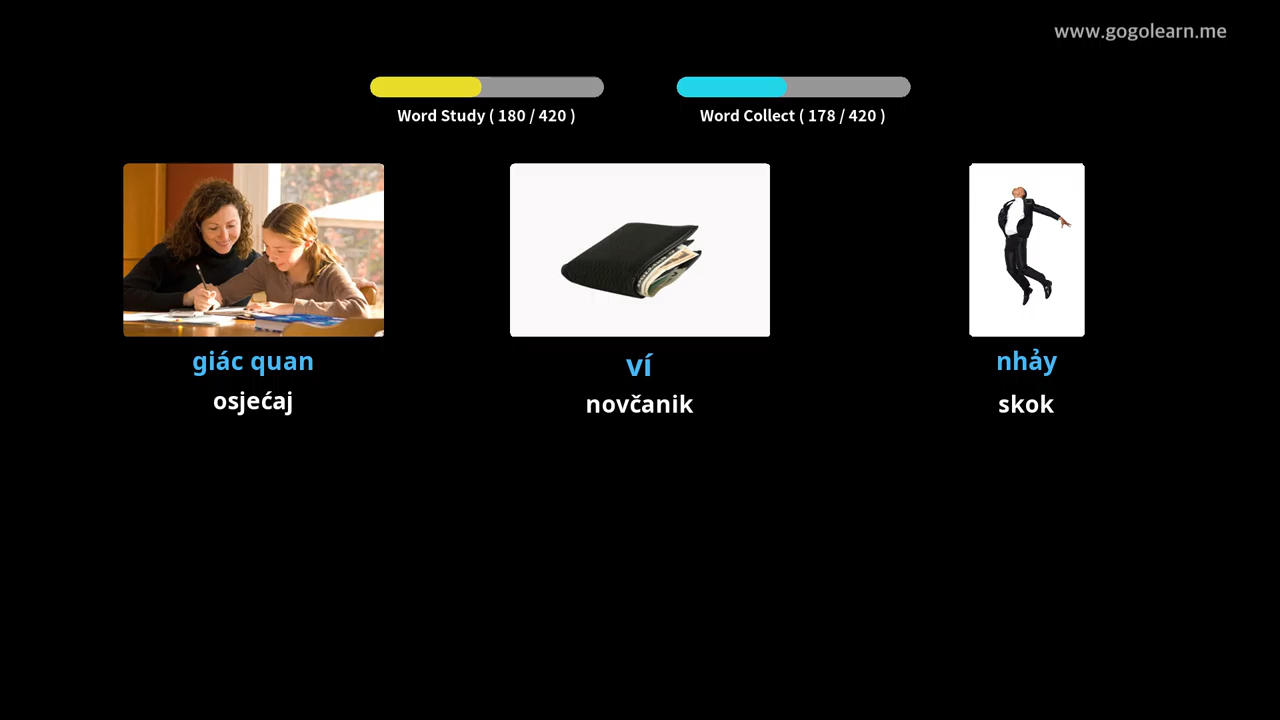 www.gogolearn.me
Word Study ( 180 / 420 )
Word Collect ( 178 / 420 )
giác quan
osjećaj
ví
novčanik
nhảy
skok